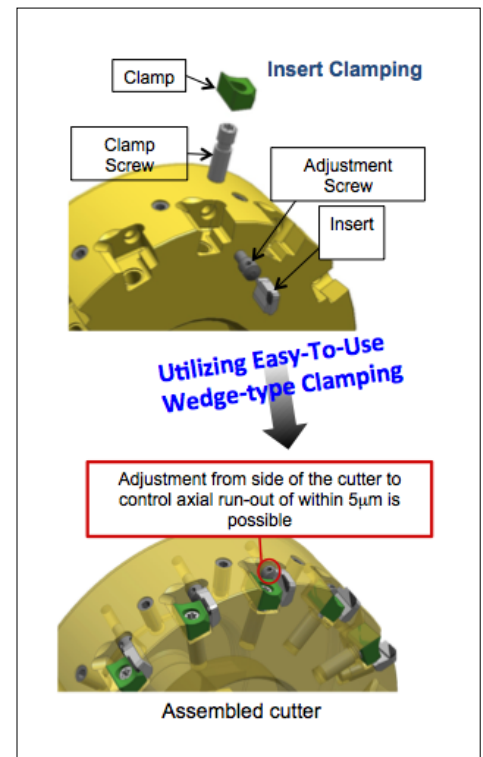 Insert Clamping
Clamp
Clamp
Screw
Adjustment
Screw
Insert
Utilizing Easy-To-Use
Wedge-type Clamping
Adjustment from side of the cutter to
control axial run-out of within 5μm is
possible
Assembled cutter